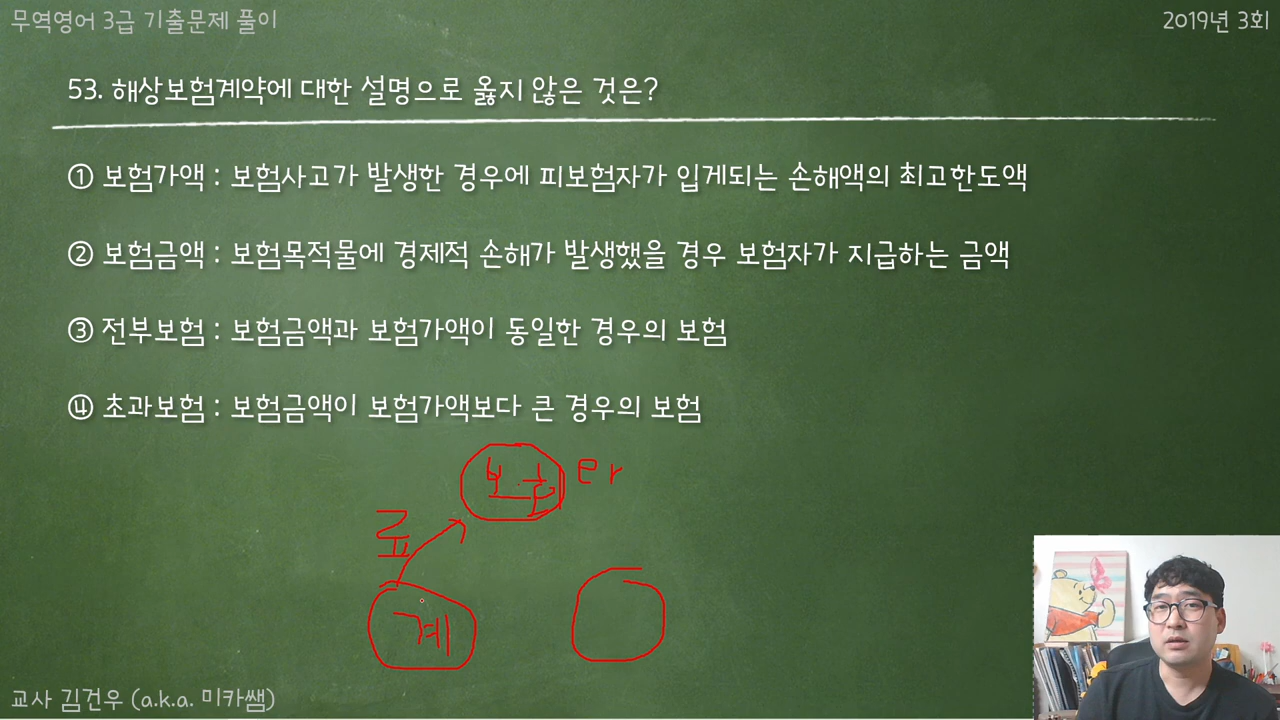 무역영어 3급 기출문제 풀이
2019년 3회
53. 해상보험계약에 대한 설명으로 옳지 않은 것은?
① 보험가액 : 보험사고가 발생한 경우에 피보험자가 입게되는 손해액의 최고한도액
② 보험금액 : 보험목적물에 경제적 손해가 발생했을 경우 보험자가 지급하는 금액
③ 전부보험 : 보험금액과 보험가액이 동일한 경우의 보험
④ 초과보험 : 보험금액이 보험가액보다 큰 경우의 보험
료
계
교사 김건우 (a.k.a. 미카쌤)